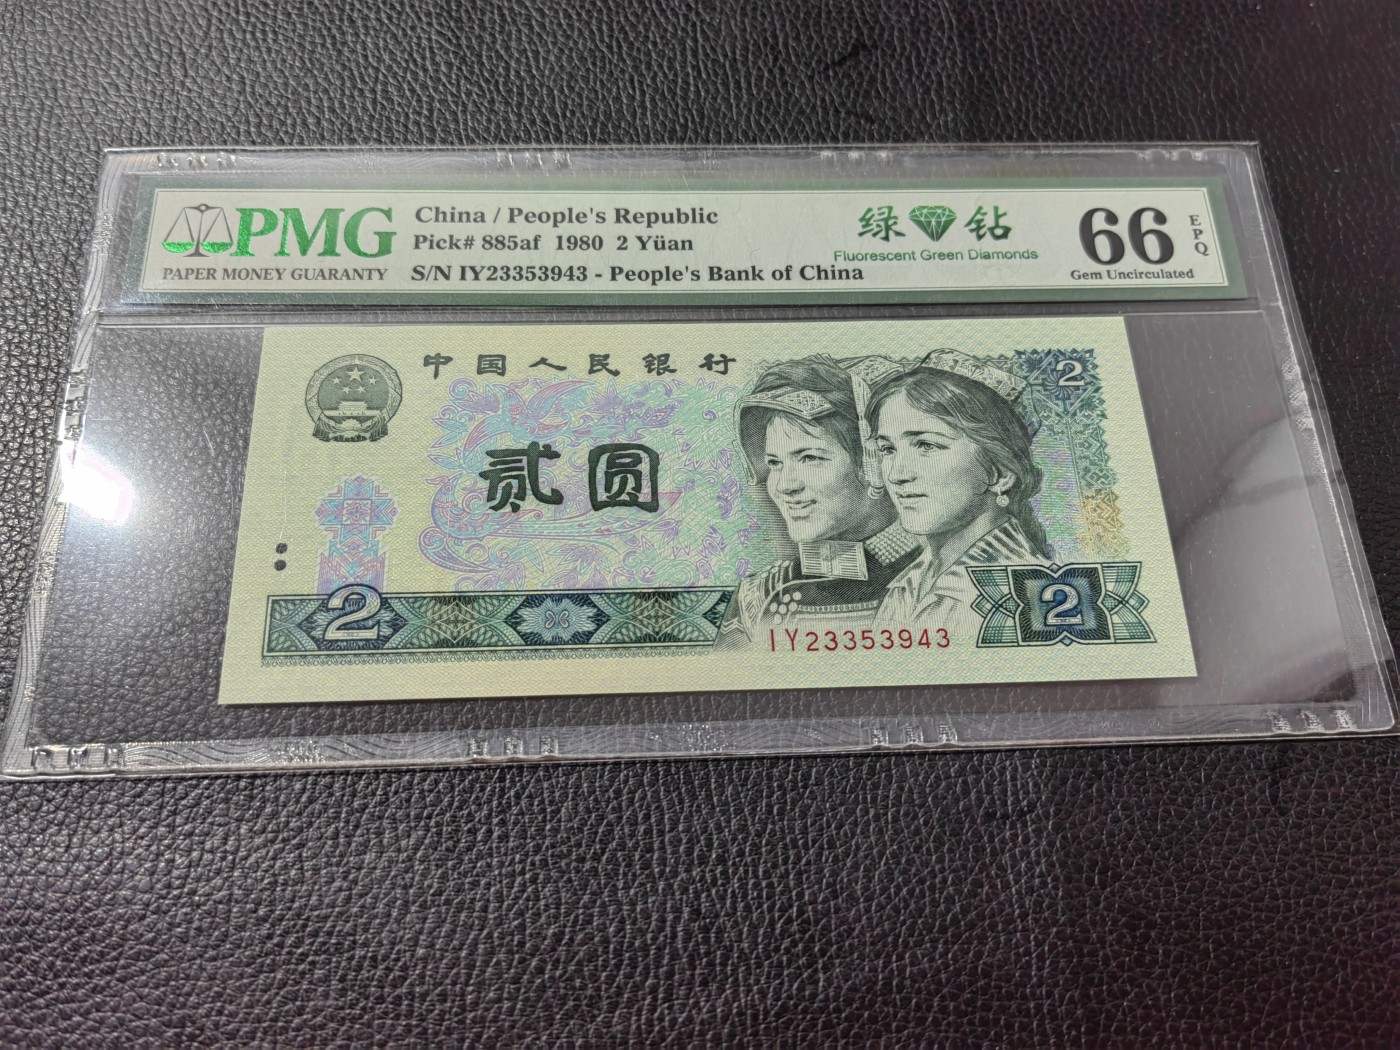 PMG
PAPER MONEY GUARANTY
China / People's Republic
Pick# 885af 1980 2 Yüan
S/N IY23353943 - People's Bank of China
绿 钻
Fluorescent Green Diamonds
66
EPQ
Gem Uncirculated
中国人民银行
2
贰圆
2
2
IY23353943